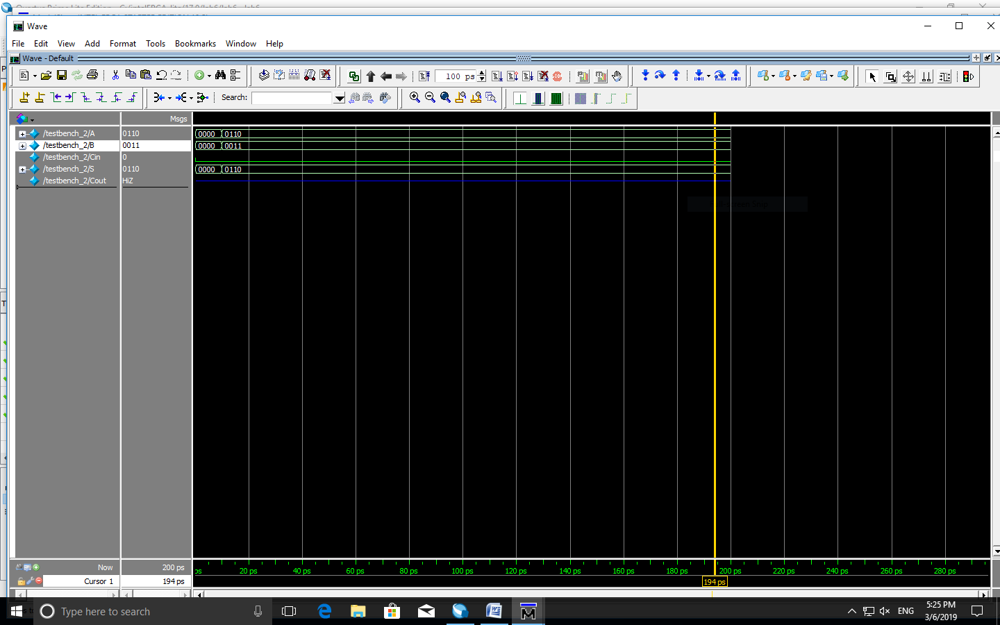 Wave
File Edit View Add Format Tools Bookmarks Window Help
Wave - Default
100 ps
Search:
Msgs
/testbench_2/A 0110 0000 0110
/testbench_2/B 0011 0000 0011
/testbench_2/Cin 0
/testbench_2/S 0110 0000 0110
/testbench_2/Cout HiZ
Now 200 ps
ps 20 ps 40 ps 60 ps 80 ps 100 ps 120 ps 140 ps 160 ps 180 ps 200 ps 220 ps 240 ps 260 ps 280 ps
Cursor 1 194 ps 194 ps
Type here to search
ENG
5:25 PM
3/6/2019